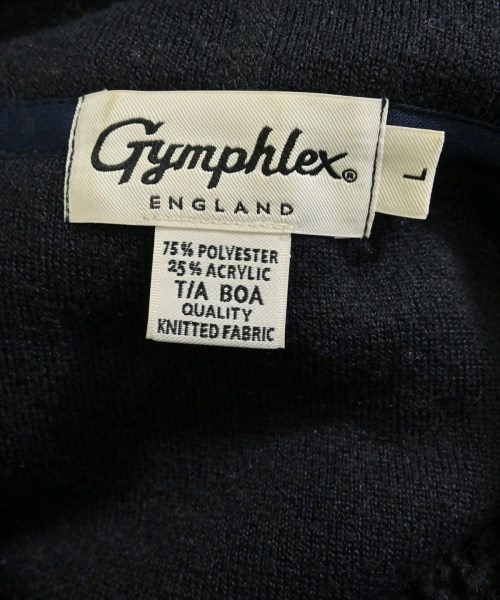 Gymphlex®
ENGLAND
L
75% POLYESTER
25% ACRYLIC
T/A BOA
QUALITY
KNITTED FABRIC